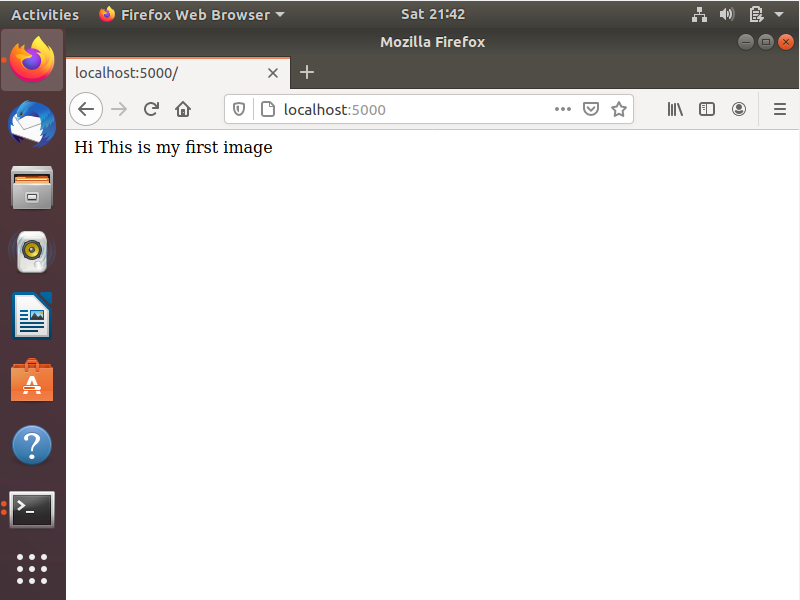 Activities Firefox Web Browser Sat 21:42
Mozilla Firefox
localhost:5000/
localhost:5000
Hi This is my first image